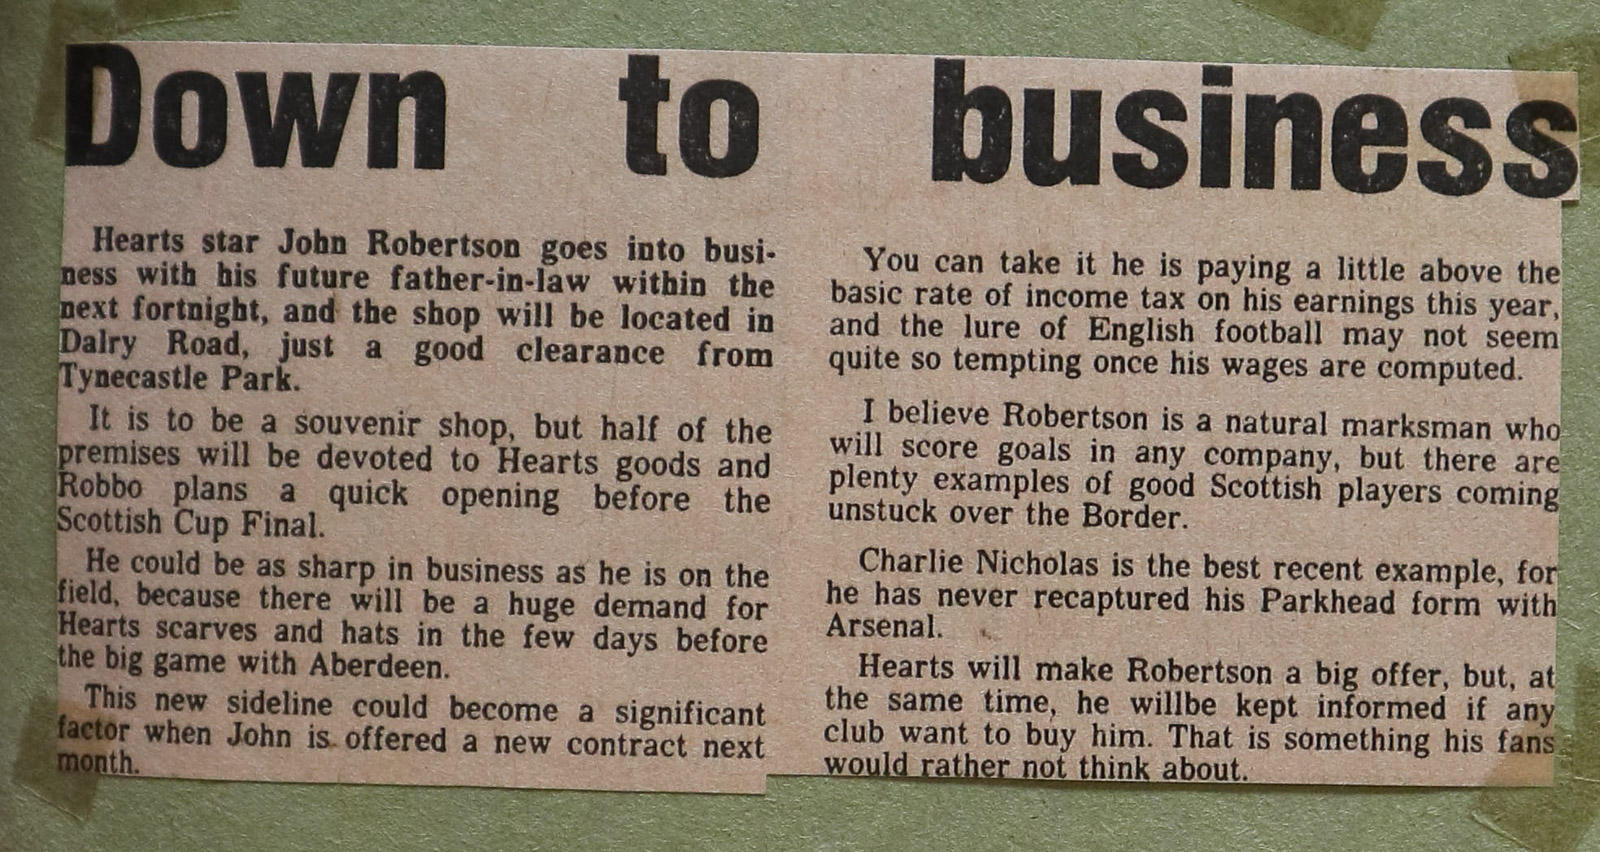 Down to business
Hearts star John Robertson goes into busi-
ness with his future father-in-law within the
next fortnight, and the shop will be located in
Dalry Road, just a good clearance from
Tynecastle Park.
It is to be a souvenir shop, but half of the
premises will be devoted to Hearts goods and
Robbo plans a quick opening before the
Scottish Cup Final.
He could be as sharp in business as he is on the
field, because there will be a huge demand for
Hearts scarves and hats in the few days before
the big game with Aberdeen.
This new sideline could become a significant
factor when John is offered a new contract next
month.
You can take it he is paying a little above the
basic rate of income tax on his earnings this year,
and the lure of English football may not seem
quite so tempting once his wages are computed.
I believe Robertson is a natural marksman who
will score goals in any company, but there are
plenty examples of good Scottish players coming
unstuck over the Border.
Charlie Nicholas is the best recent example, for
he has never recaptured his Parkhead form with
Arsenal.
Hearts will make Robertson a big offer, but, at
the same time, he willbe kept informed if any
club want to buy him. That is something his fans
would rather not think about.